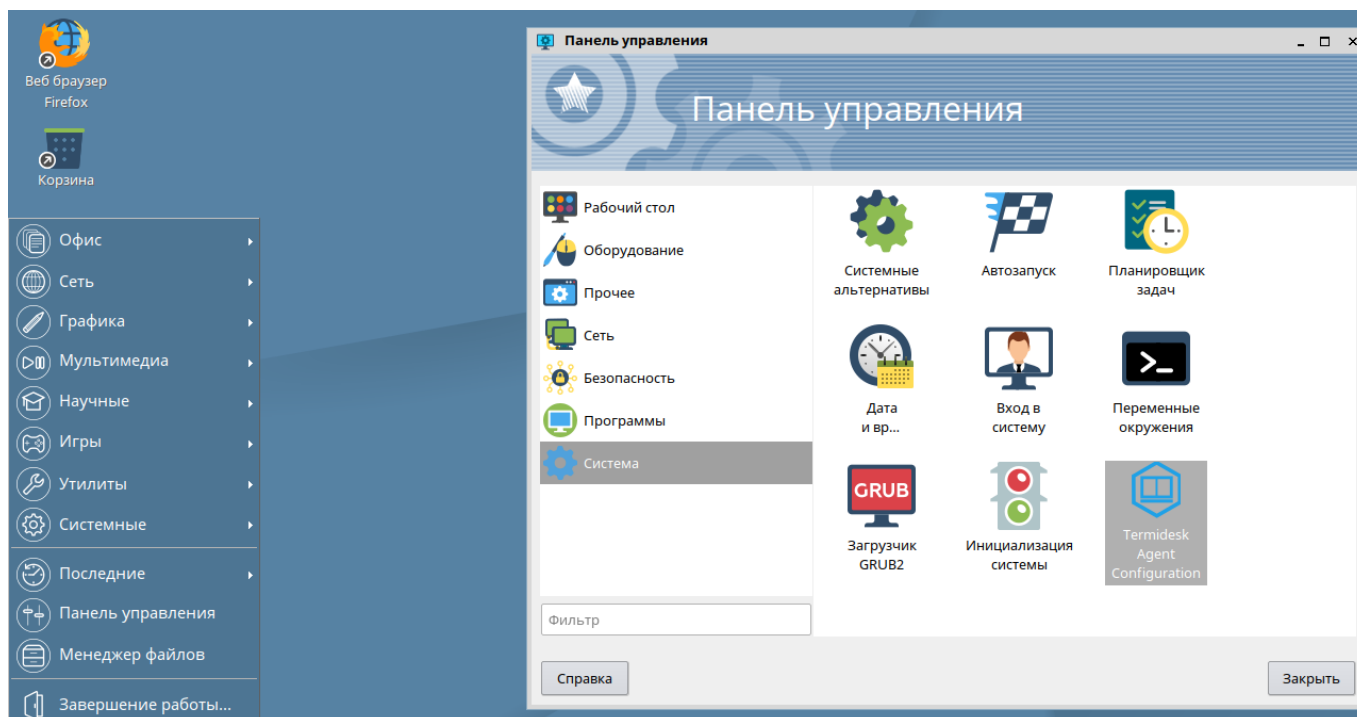 Веб браузер
Firefox
Корзина
Офис
Сеть
Графика
Мультимедиа
Научные
Игры
Утилиты
Системные
Последние
Панель управления
Менеджер файлов
Завершение работы...
Панель управления
Панель управления
Рабочий стол
Оборудование
Прочее
Сеть
Безопасность
Программы
Система
Фильтр
Системные
альтернативы
Автозапуск
Планировщик
задач
Дата
и вр...
Вход в
систему
Переменные
окружения
GRUB
Загрузчик
GRUB2
Инициализация
системы
Termidesk
Agent
Configuration
Справка
Закрыть